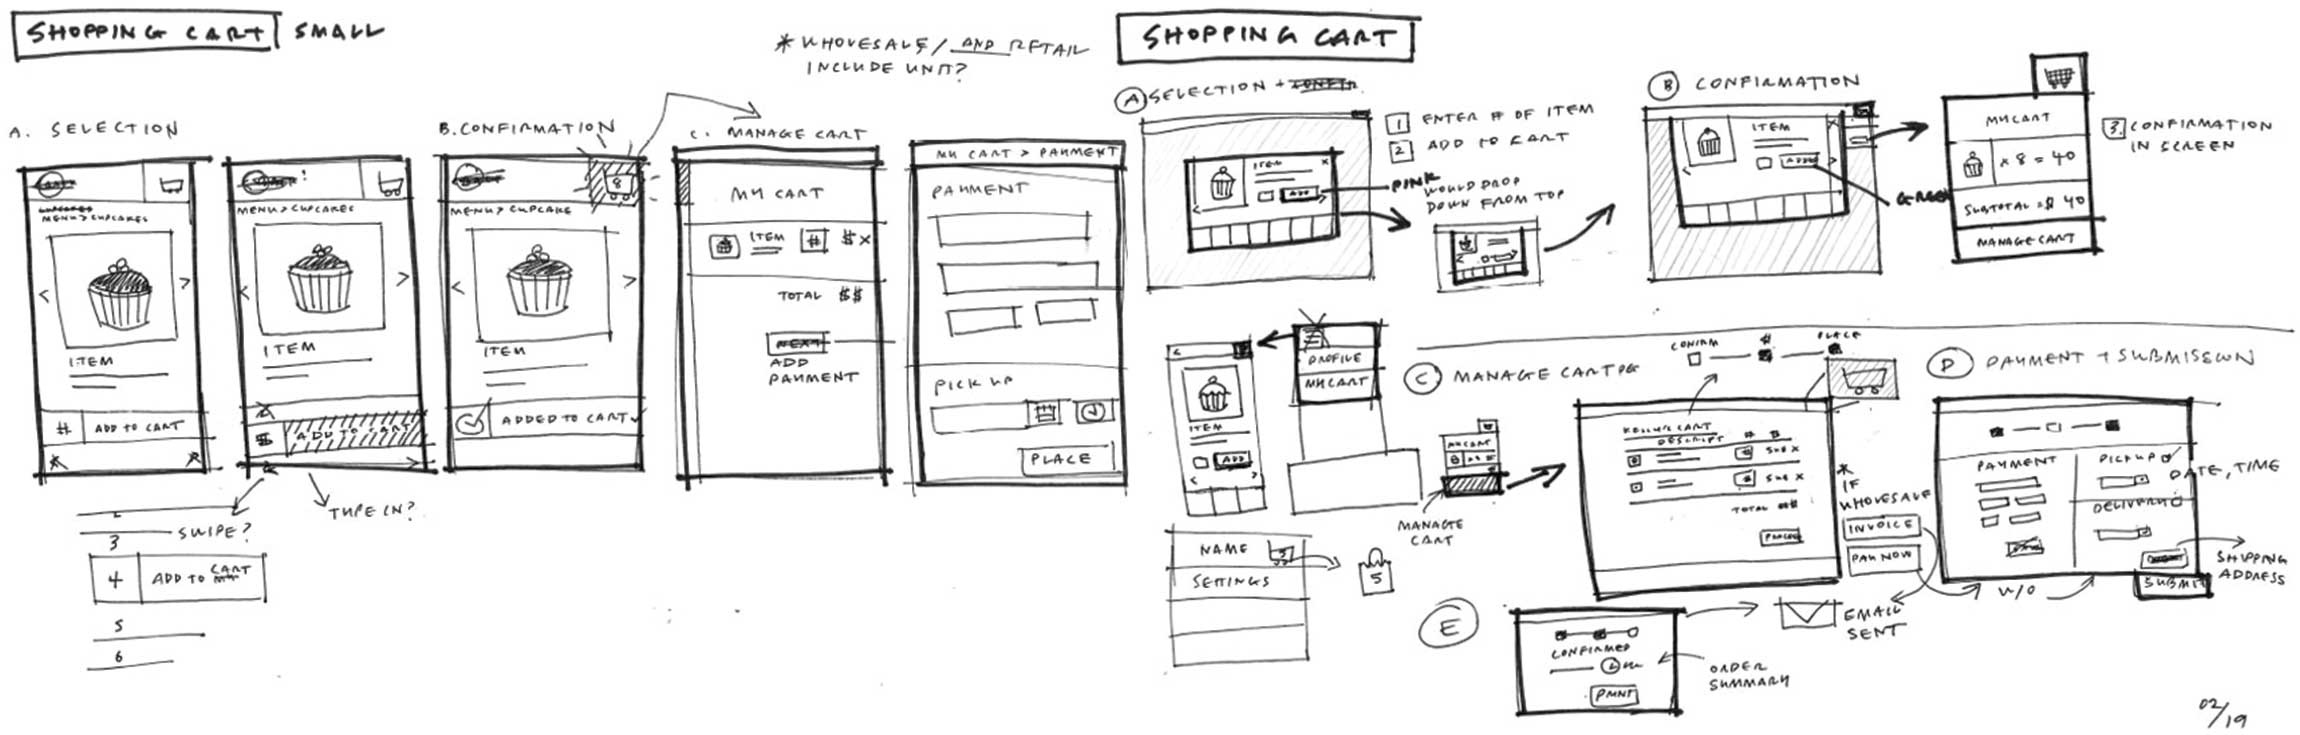 SHOPPING CART SMALL
* WHOLESALE/ AND RETAIL
INCLUDE UNIT?
A. SELECTION
MENU > CUPCAKES
ITEM
# ADD TO CART
MENU > CUPCAKES
ITEM
ADD TO CART
SWIPE?
TYPE IN?
3
4 ADD TO CART
5
6
B. CONFIRMATION
8
MENU > CUPCAKE
ITEM
ADDED TO CART
C. MANAGE CART
MY CART
ITEM # $ X
TOTAL $$
NEXT
ADD
PAYMENT
MY CART > PAYMENT
PAYMENT
PICK UP
PLACE
SHOPPING CART
A SELECTION +
ITEM X
ADD
1 ENTER # OF ITEM
2 ADD TO CART
PINK
WOULD DROP
DOWN FROM TOP
B CONFIRMATION
ITEM X
GREEN
MY CART
x 8 = 40
SUBTOTAL = $ 40
MANAGE CART
3. CONFIRMATION
IN SCREEN
ITEM
ADD
PROFILE
MY CART
NAME
SETTINGS
5
C MANAGE CART PG
MY CART
MANAGE
CART
CONFIRM $ PLACE
KELLY'S CART
DESCRIPT # $
SUB X
SUB X
TOTAL $$
* IF
WHOLESALE
INVOICE
PAY NOW
D PAYMENT + SUBMISSION
PAYMENT
PICKUP
DATE, TIME
DELIVERY
SHIPPING
ADDRESS
SUBMIT
W/O
E
CONFIRMED
PRINT
ORDER
SUMMARY
EMAIL
SENT
02/19